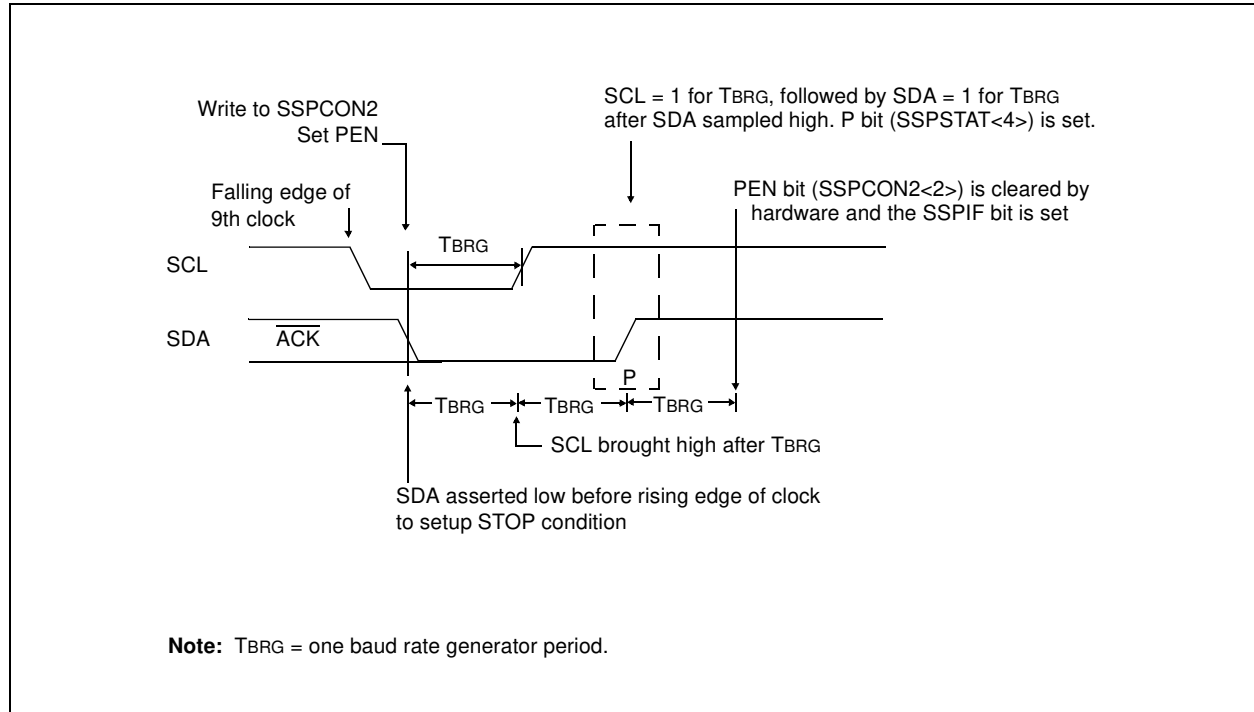 Write to SSPCON2
Set PEN
SCL = 1 for TBRG, followed by SDA = 1 for TBRG
after SDA sampled high. P bit (SSPSTAT<4>) is set.
Falling edge of
9th clock
PEN bit (SSPCON2<2>) is cleared by
hardware and the SSPIF bit is set
TBRG
SCL
SDA
ACK
P
TBRG
TBRG
TBRG
SCL brought high after TBRG
SDA asserted low before rising edge of clock
to setup STOP condition
Note: TBRG = one baud rate generator period.